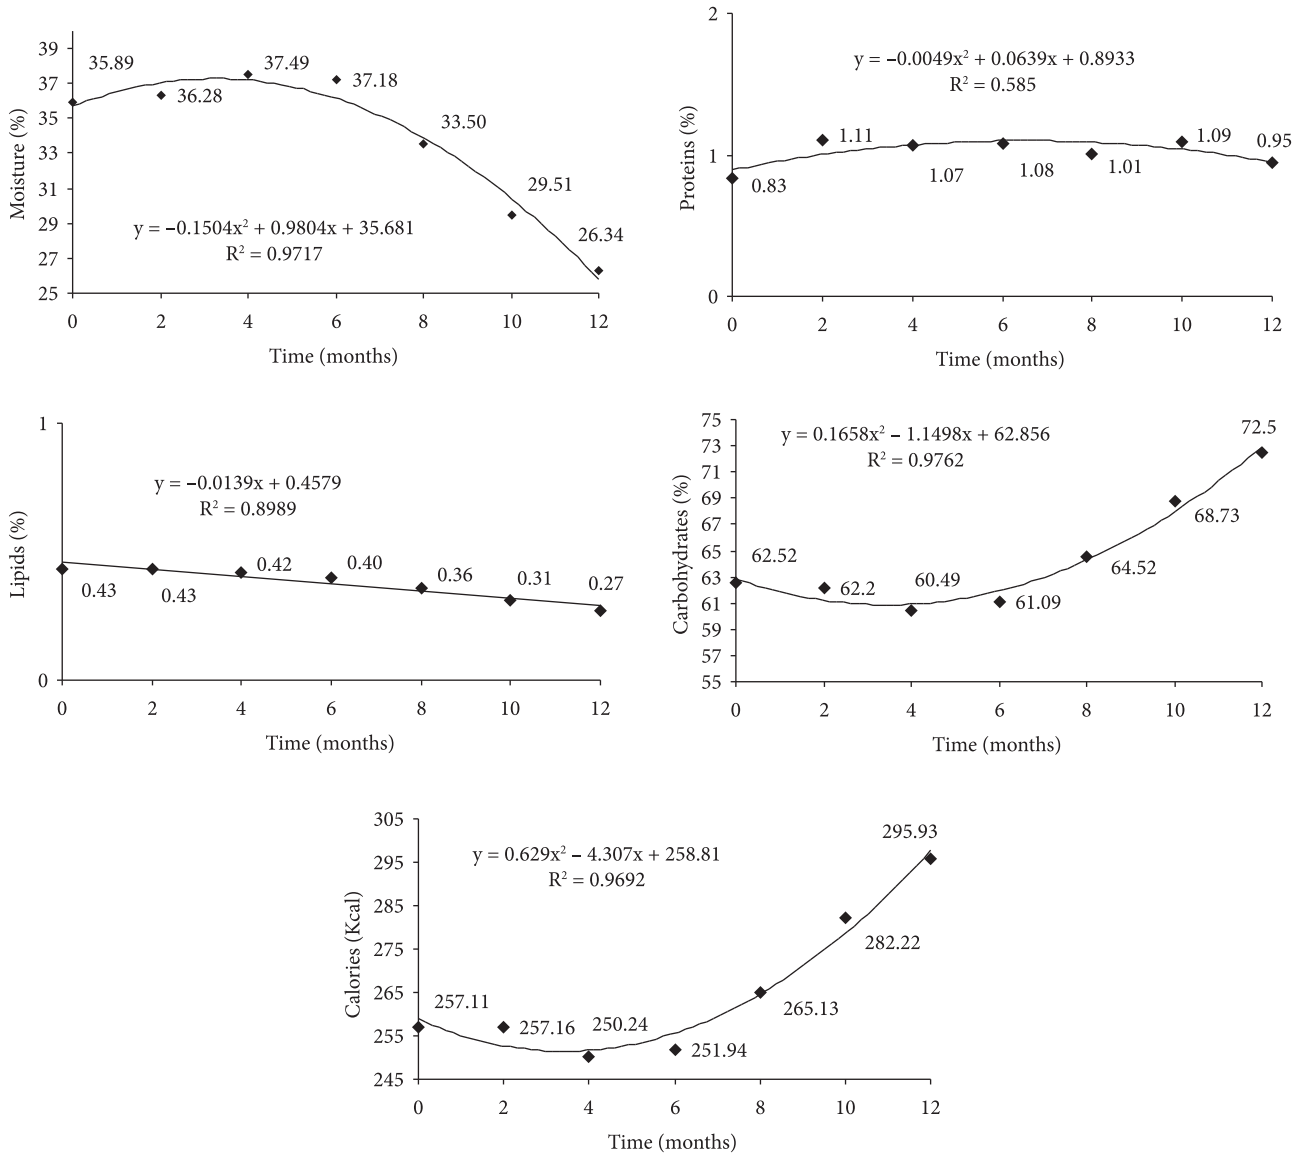 39
37
35
33
31
29
27
25
Moisture (%)
35.89
36.28
37.49
37.18
33.50
29.51
26.34
y = −0.1504x² + 0.9804x + 35.681
R² = 0.9717
0 2 4 6 8 10 12
Time (months)
2
1
0
Proteins (%)
y = −0.0049x² + 0.0639x + 0.8933
R² = 0.585
0.83
1.11
1.07
1.08
1.01
1.09
0.95
0 2 4 6 8 10 12
Time (months)
1
0
Lipids (%)
y = −0.0139x + 0.4579
R² = 0.8989
0.43
0.43
0.42
0.40
0.36
0.31
0.27
0 2 4 6 8 10 12
Time (months)
75
73
71
69
67
65
63
61
59
57
55
Carbohydrates (%)
y = 0.1658x² − 1.1498x + 62.856
R² = 0.9762
62.52
62.2
60.49
61.09
64.52
68.73
72.5
0 2 4 6 8 10 12
Time (months)
305
295
285
275
265
255
245
Calories (Kcal)
y = 0.629x² − 4.307x + 258.81
R² = 0.9692
257.11
257.16
250.24
251.94
265.13
282.22
295.93
0 2 4 6 8 10 12
Time (months)